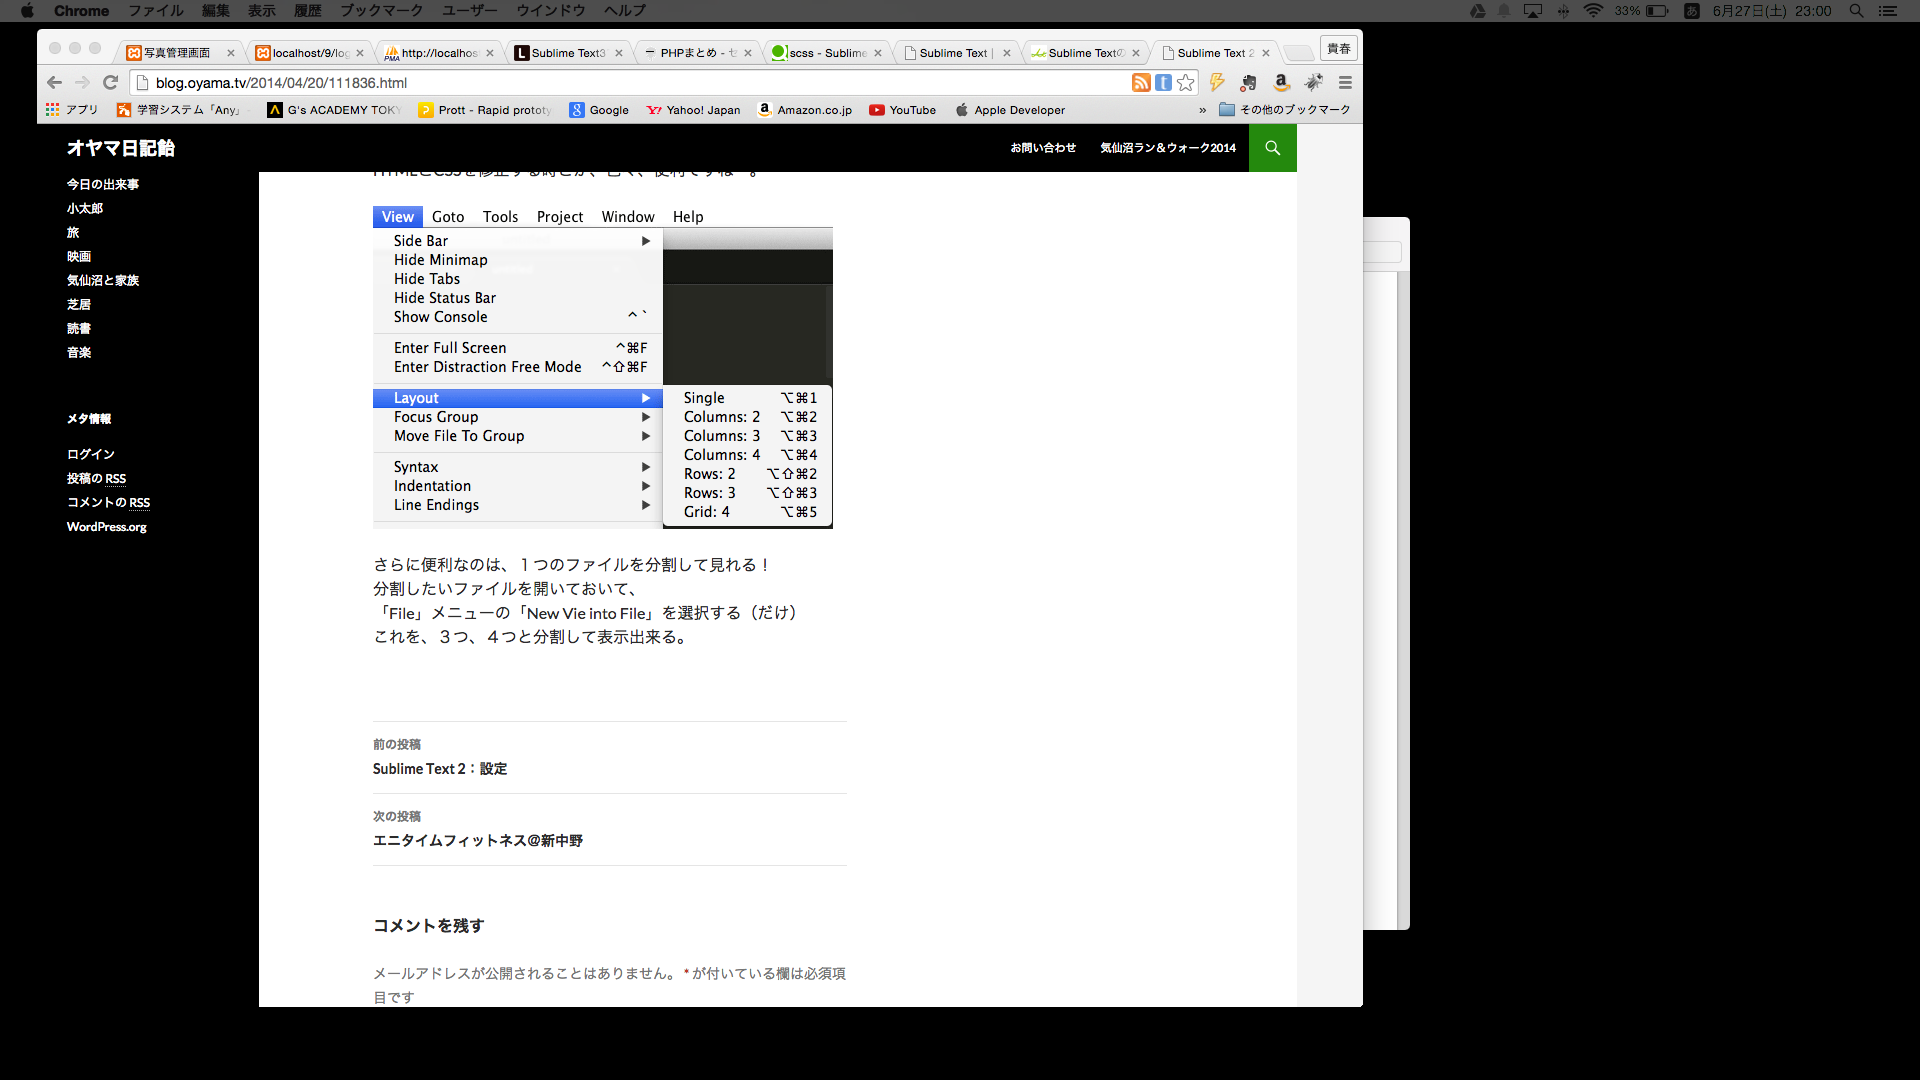 Chrome ファイル 編集 表示 履歴 ブックマーク ユーザー ウインドウ ヘルプ 33% あ 6月27日(土) 23:00
写真管理画面 localhost/9/log http://localhos Sublime Text3 PHPまとめ - セ scss - Sublime Sublime Text | Sublime Textの Sublime Text 2 貴春
blog.oyama.tv/2014/04/20/111836.html
アプリ 学習システム「Any」 G's ACADEMY TOKY Prott - Rapid prototy Google Yahoo! Japan Amazon.co.jp YouTube Apple Developer » その他のブックマーク
オヤマ日記飴 お問い合わせ 気仙沼ラン＆ウォーク2014
今日の出来事
小太郎
旅
映画
気仙沼と家族
芝居
読書
音楽
メタ情報
ログイン
投稿の RSS
コメントの RSS
WordPress.org
View Goto Tools Project Window Help
Side Bar ▶
Hide Minimap
Hide Tabs
Hide Status Bar
Show Console ^`
Enter Full Screen ^⌘F
Enter Distraction Free Mode ^⇧⌘F
Layout ▶
Focus Group ▶
Move File To Group ▶
Syntax ▶
Indentation ▶
Line Endings ▶
Single ⌥⌘1
Columns: 2 ⌥⌘2
Columns: 3 ⌥⌘3
Columns: 4 ⌥⌘4
Rows: 2 ⌥⇧⌘2
Rows: 3 ⌥⇧⌘3
Grid: 4 ⌥⌘5
さらに便利なのは、１つのファイルを分割して見れる！
分割したいファイルを開いておいて、
「File」メニューの「New Vie into File」を選択する（だけ）
これを、３つ、４つと分割して表示出来る。
前の投稿
Sublime Text 2：設定
次の投稿
エニタイムフィットネス＠新中野
コメントを残す
メールアドレスが公開されることはありません。 * が付いている欄は必須項
目です